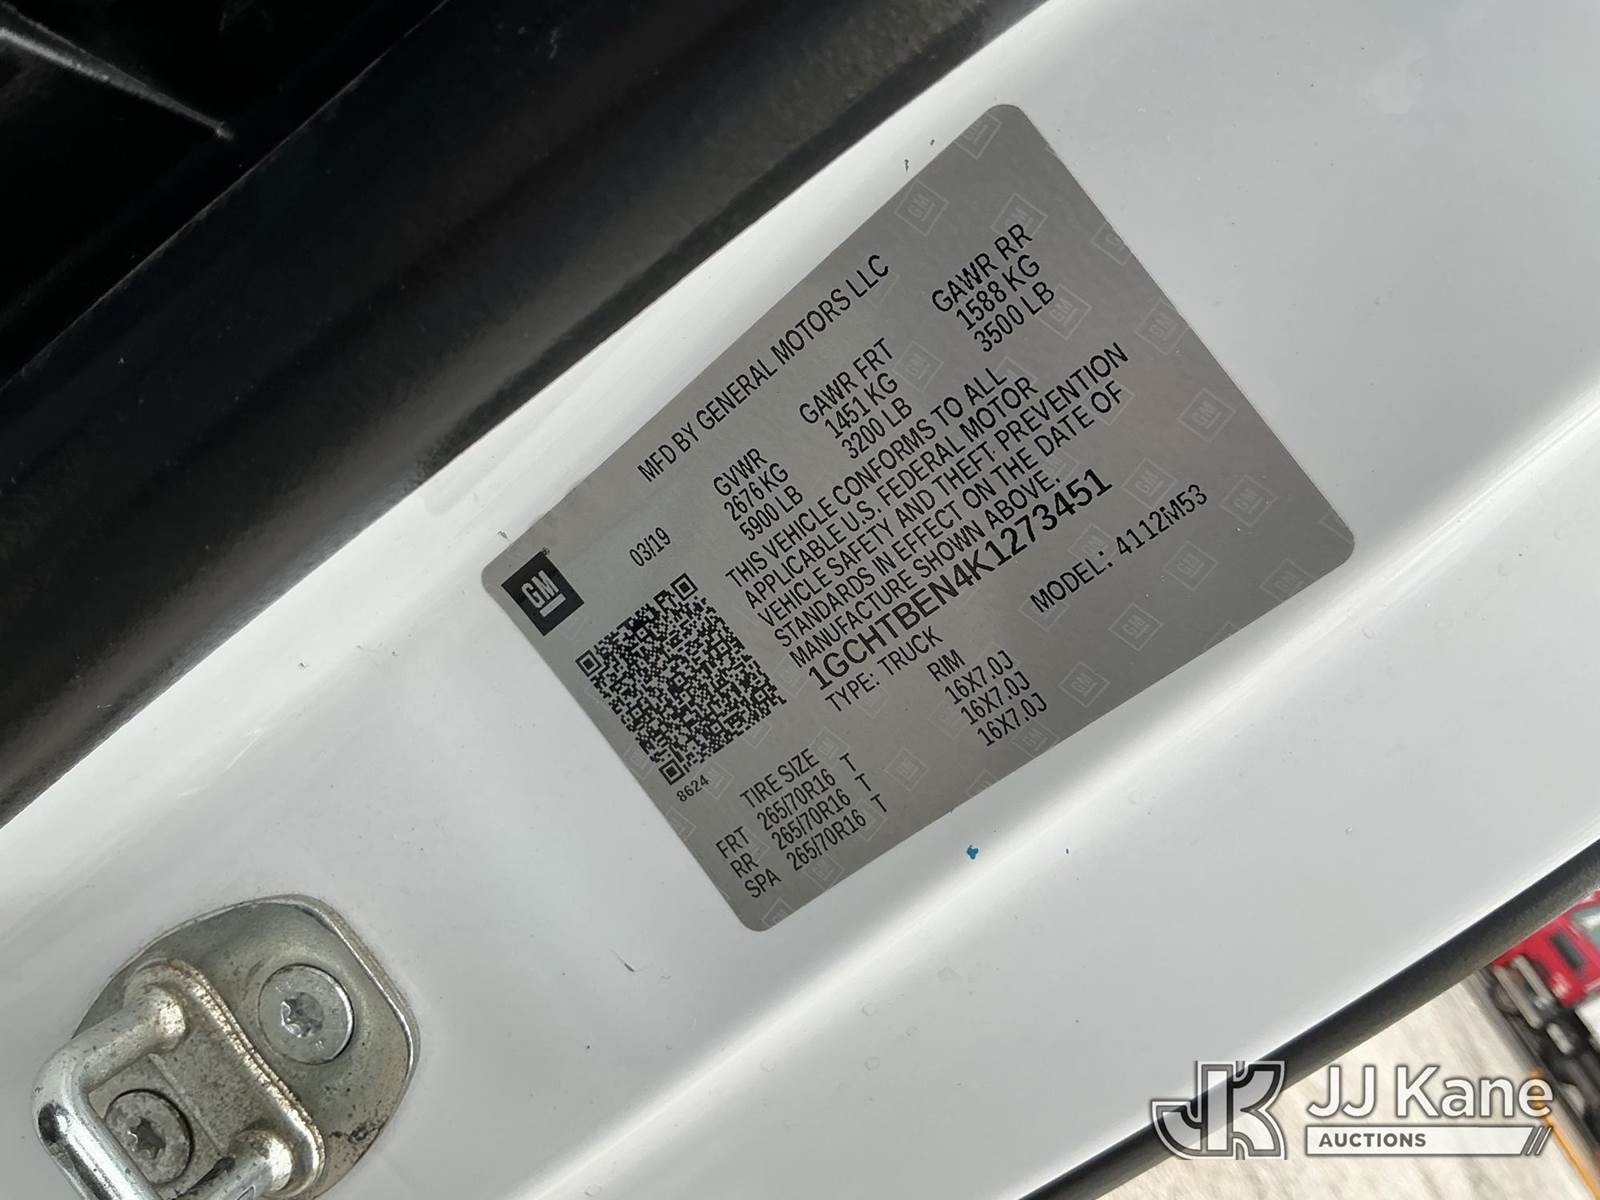 MFD BY GENERAL MOTORS LLC
GM
03/19
GVWR GAWR FRT GAWR RR
2676 KG 1451 KG 1588 KG
5900 LB 3200 LB 3500 LB
THIS VEHICLE CONFORMS TO ALL
APPLICABLE U.S. FEDERAL MOTOR
VEHICLE SAFETY AND THEFT PREVENTION
STANDARDS IN EFFECT ON THE DATE OF
MANUFACTURE SHOWN ABOVE.
1GCHTBEN4K1273451
TYPE: TRUCK MODEL: 4112M53
8624
TIRE SIZE RIM
FRT 265/70R16 T 16X7.0J
RR 265/70R16 T 16X7.0J
SPA 265/70R16 T 16X7.0J
JK JJ Kane
AUCTIONS